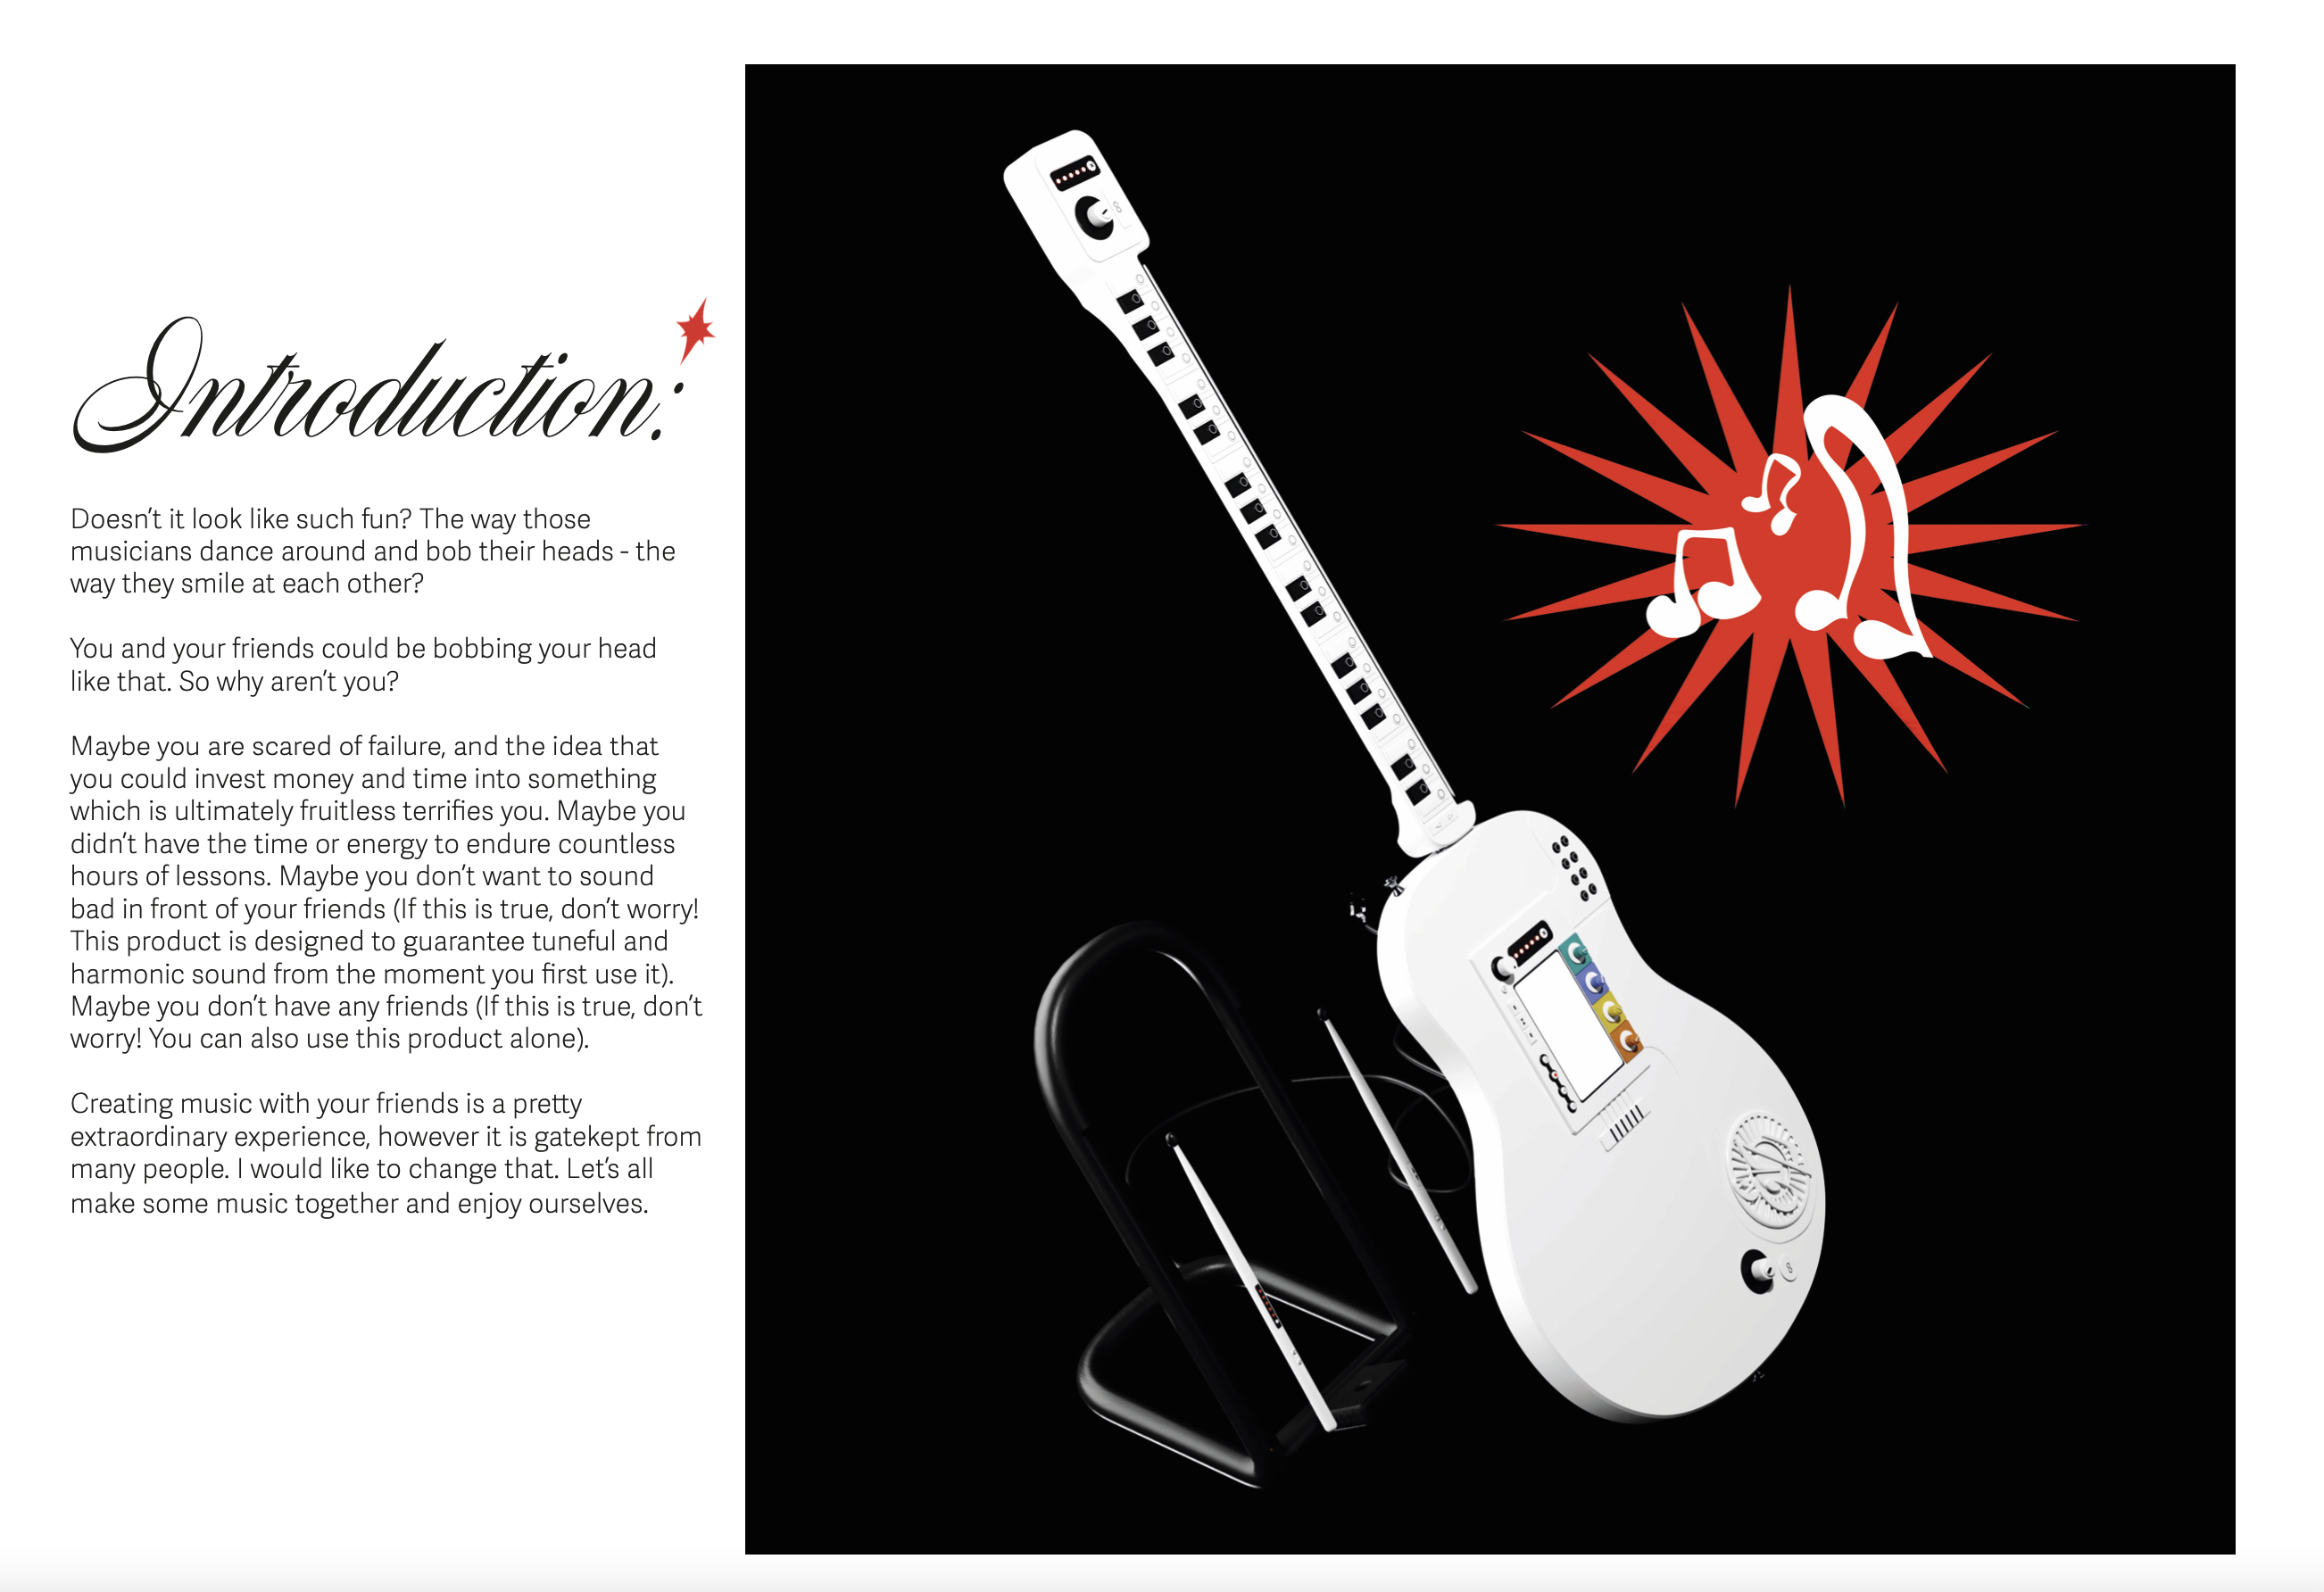 Introduction:
Doesn’t it look like such fun? The way those
musicians dance around and bob their heads - the
way they smile at each other?
You and your friends could be bobbing your head
like that. So why aren’t you?
Maybe you are scared of failure, and the idea that
you could invest money and time into something
which is ultimately fruitless terrifies you. Maybe you
didn’t have the time or energy to endure countless
hours of lessons. Maybe you don’t want to sound
bad in front of your friends (If this is true, don’t worry!
This product is designed to guarantee tuneful and
harmonic sound from the moment you first use it).
Maybe you don’t have any friends (If this is true, don’t
worry! You can also use this product alone).
Creating music with your friends is a pretty
extraordinary experience, however it is gatekept from
many people. I would like to change that. Let’s all
make some music together and enjoy ourselves.